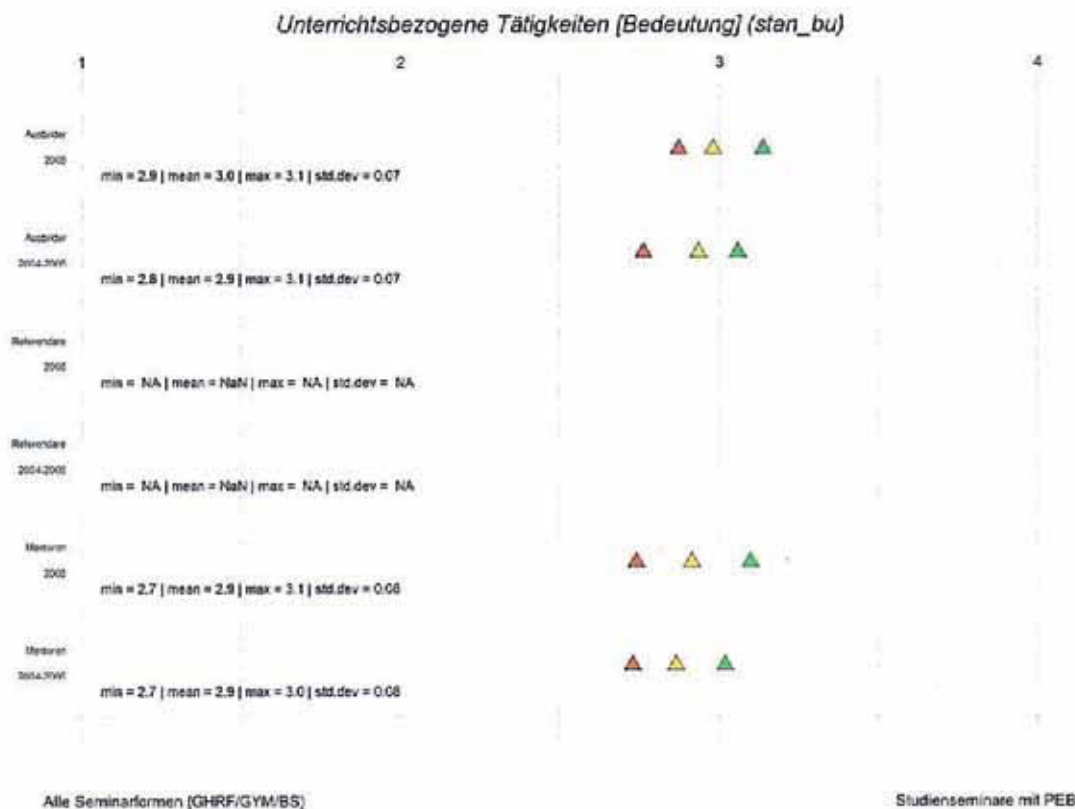 Unterrichtsbezogene Tätigkeiten [Bedeutung] (stan_bu)
1 2 3 4
Ausbilder
min = 2.9 | mean = 3.0 | max = 3.1 | std.dev = 0.07
Ausbilder
2004-2005
min = 2.8 | mean = 2.9 | max = 3.1 | std.dev = 0.07
Referendare
min = NA | mean = NaN | max = NA | std.dev = NA
Referendare
2004-2005
min = NA | mean = NaN | max = NA | std.dev = NA
Mentoren
min = 2.7 | mean = 2.9 | max = 3.1 | std.dev = 0.08
Mentoren
2004-2005
min = 2.7 | mean = 2.9 | max = 3.0 | std.dev = 0.08
Alle Seminarformen [GHRF/GYM/BS]
Studienseminare mit PEB